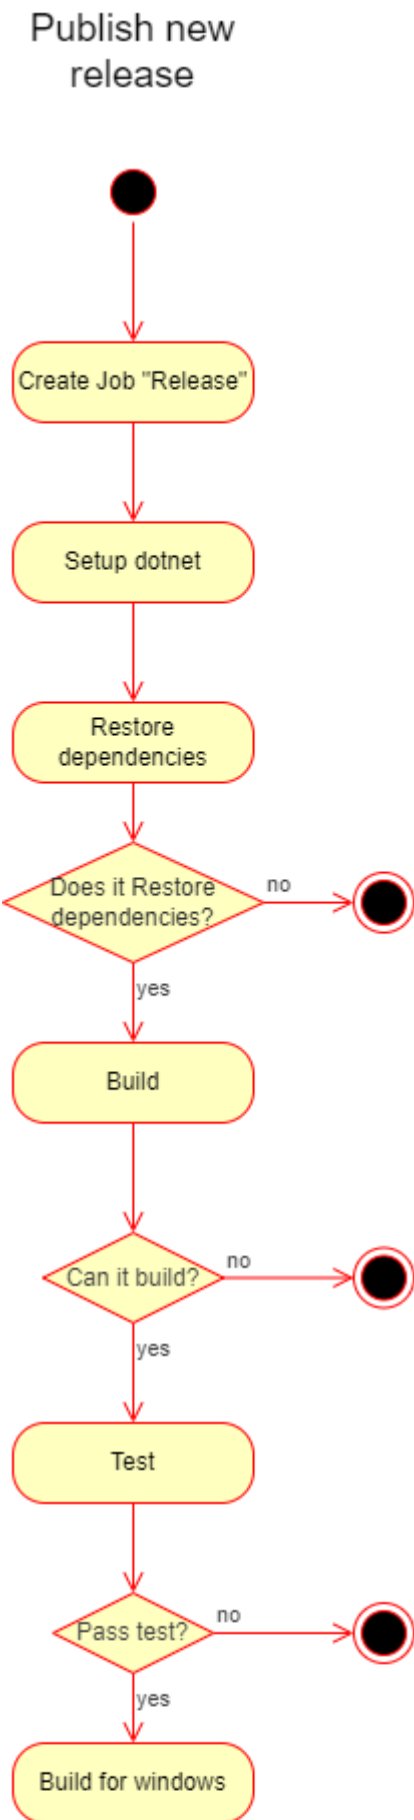 Publish new
release
Create Job "Release"
Setup dotnet
Restore
dependencies
Does it Restore
dependencies?
no
yes
Build
Can it build?
no
yes
Test
Pass test?
no
yes
Build for windows